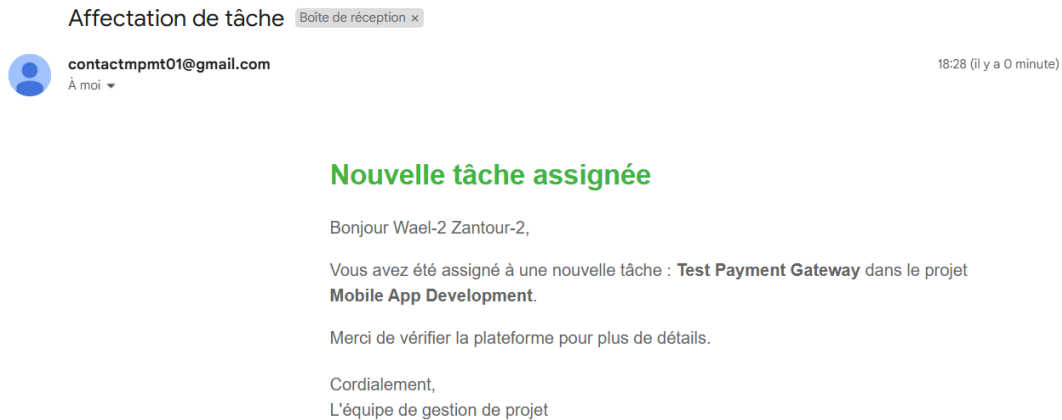 Affectation de tâche Boîte de réception ×
contactmpmt01@gmail.com 18:28 (il y a 0 minute)
À moi
Nouvelle tâche assignée
Bonjour Wael-2 Zantour-2,
Vous avez été assigné à une nouvelle tâche : Test Payment Gateway dans le projet
Mobile App Development.
Merci de vérifier la plateforme pour plus de détails.
Cordialement,
L'équipe de gestion de projet